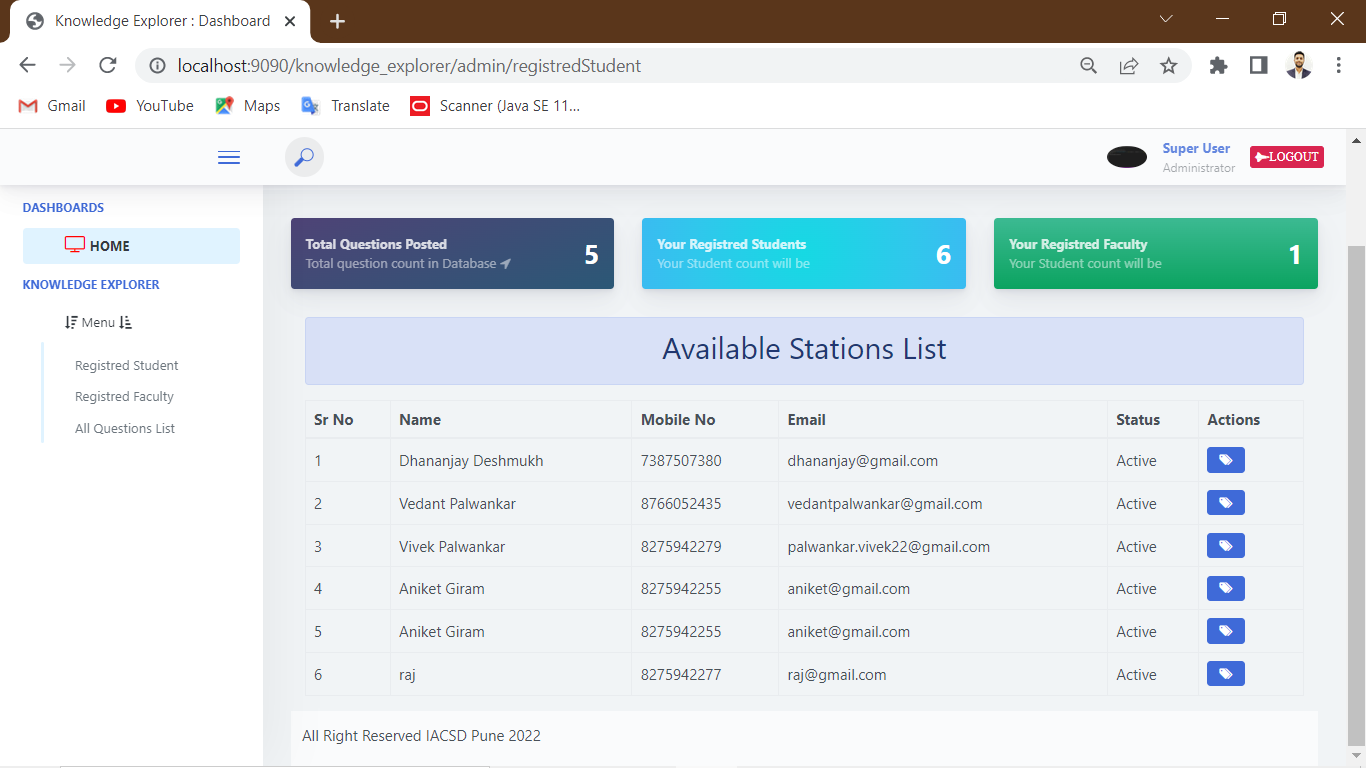 Knowledge Explorer : Dashboard
localhost:9090/knowledge_explorer/admin/registredStudent
Gmail YouTube Maps Translate Scanner (Java SE 11...
Super User
Administrator
LOGOUT
DASHBOARDS
HOME
KNOWLEDGE EXPLORER
Menu
Registred Student
Registred Faculty
All Questions List
Total Questions Posted
Total question count in Database
5
Your Registred Students
Your Student count will be
6
Your Registred Faculty
Your Student count will be
1
Available Stations List
Sr No Name Mobile No Email Status Actions
1 Dhananjay Deshmukh 7387507380 dhananjay@gmail.com Active
2 Vedant Palwankar 8766052435 vedantpalwankar@gmail.com Active
3 Vivek Palwankar 8275942279 palwankar.vivek22@gmail.com Active
4 Aniket Giram 8275942255 aniket@gmail.com Active
5 Aniket Giram 8275942255 aniket@gmail.com Active
6 raj 8275942277 raj@gmail.com Active
All Right Reserved IACSD Pune 2022